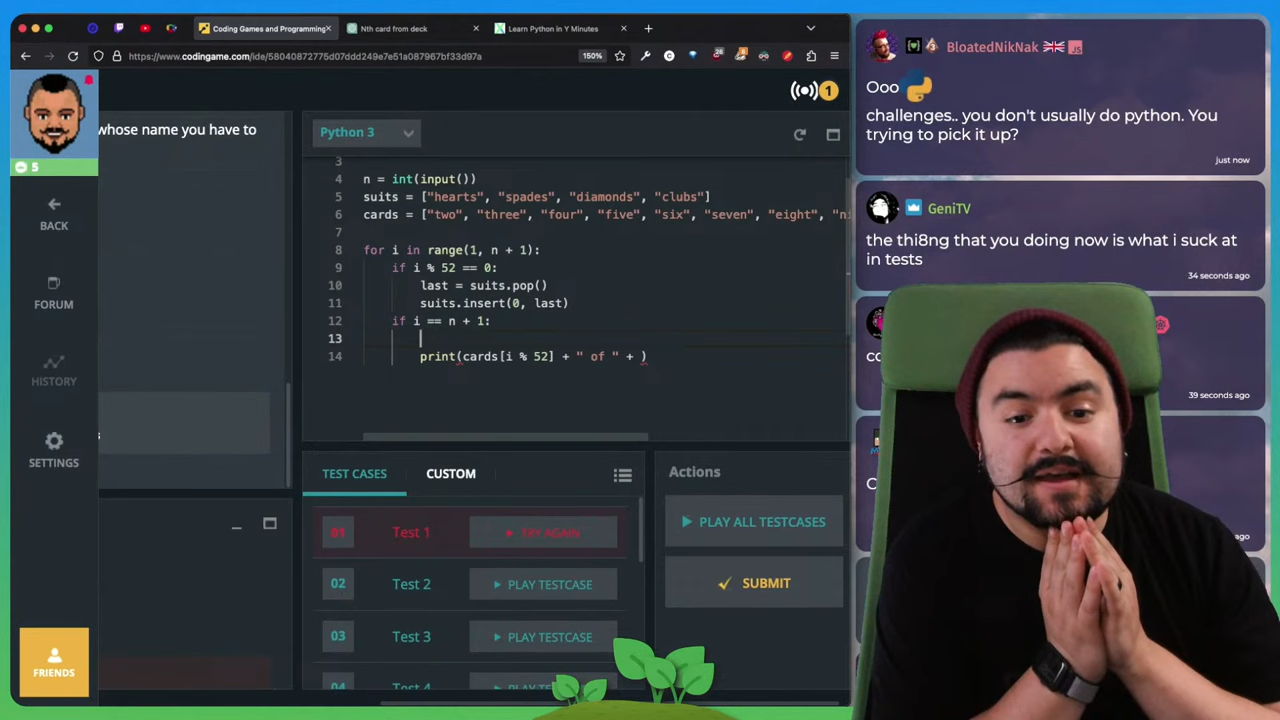 Coding Games and Programming
Nth card from deck
Learn Python in Y Minutes
https://www.codingame.com/ide/58040872775d07ddd249e7e51a087967bf33d97a
150%
5
BACK
FORUM
HISTORY
SETTINGS
FRIENDS
whose name you have to
1
Python 3
3
4 n = int(input())
5 suits = ["hearts", "spades", "diamonds", "clubs"]
6 cards = ["two", "three", "four", "five", "six", "seven", "eight", "ni
7
8 for i in range(1, n + 1):
9 if i % 52 == 0:
10 last = suits.pop()
11 suits.insert(0, last)
12 if i == n + 1:
13
14 print(cards[i % 52] + " of " + )
TEST CASES
CUSTOM
01 Test 1 TRY AGAIN
02 Test 2 PLAY TESTCASE
03 Test 3 PLAY TESTCASE
04 Test 4
Actions
PLAY ALL TESTCASES
SUBMIT
BloatedNikNak
JS
Ooo
challenges.. you don't usually do python. You
trying to pick it up?
just now
GeniTV
the thi8ng that you doing now is what i suck at
in tests
34 seconds ago
39 seconds ago